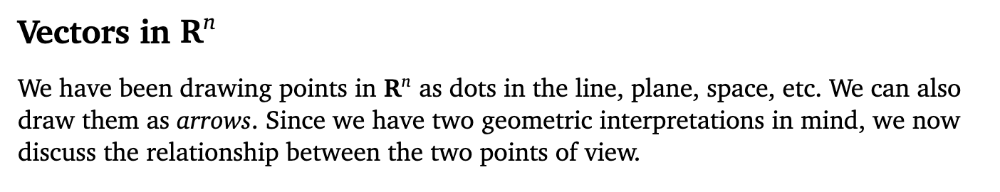 Vectors in Rⁿ
We have been drawing points in Rⁿ as dots in the line, plane, space, etc. We can also
draw them as arrows. Since we have two geometric interpretations in mind, we now
discuss the relationship between the two points of view.